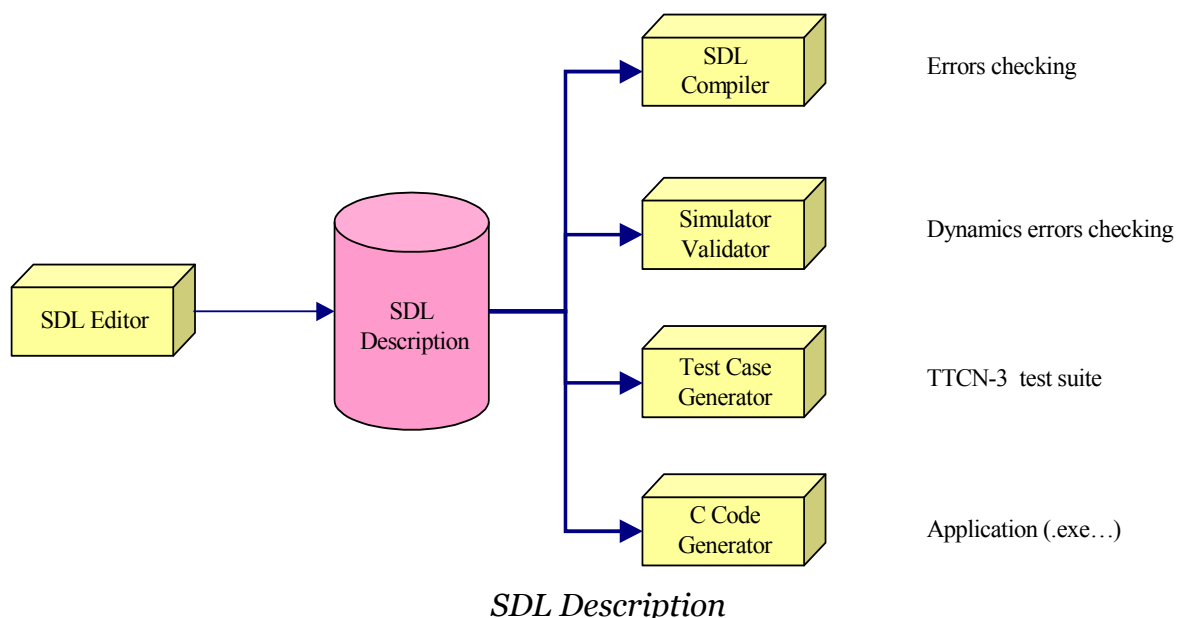 SDL
Compiler
Errors checking
Simulator
Validator
Dynamics errors checking
SDL Editor
SDL
Description
Test Case
Generator
TTCN-3 test suite
C Code
Generator
Application (.exe…)
SDL Description